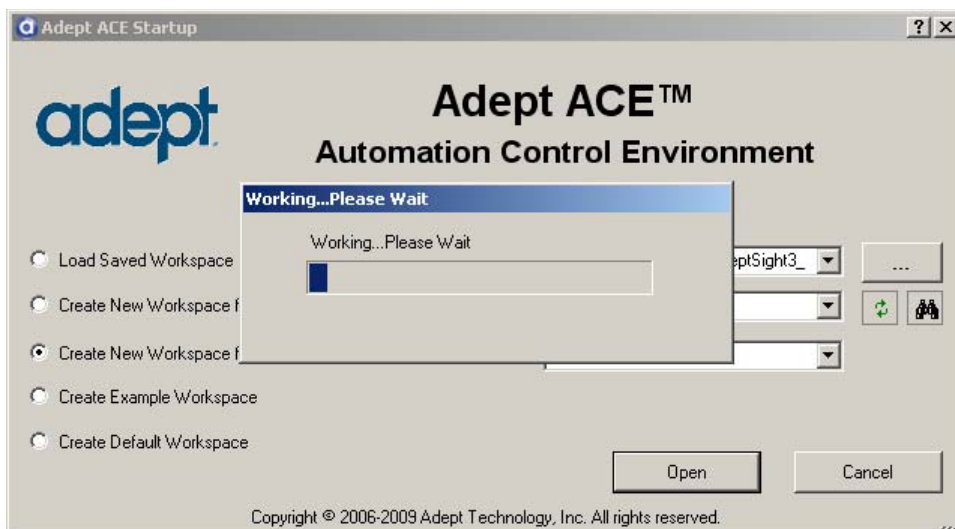 Adept ACE Startup
adept
Adept ACE™
Automation Control Environment
Working...Please Wait
Working...Please Wait
Load Saved Workspace
eptSight3_
...
Create New Workspace f
Create New Workspace f
Create Example Workspace
Create Default Workspace
Open
Cancel
Copyright © 2006-2009 Adept Technology, Inc. All rights reserved.